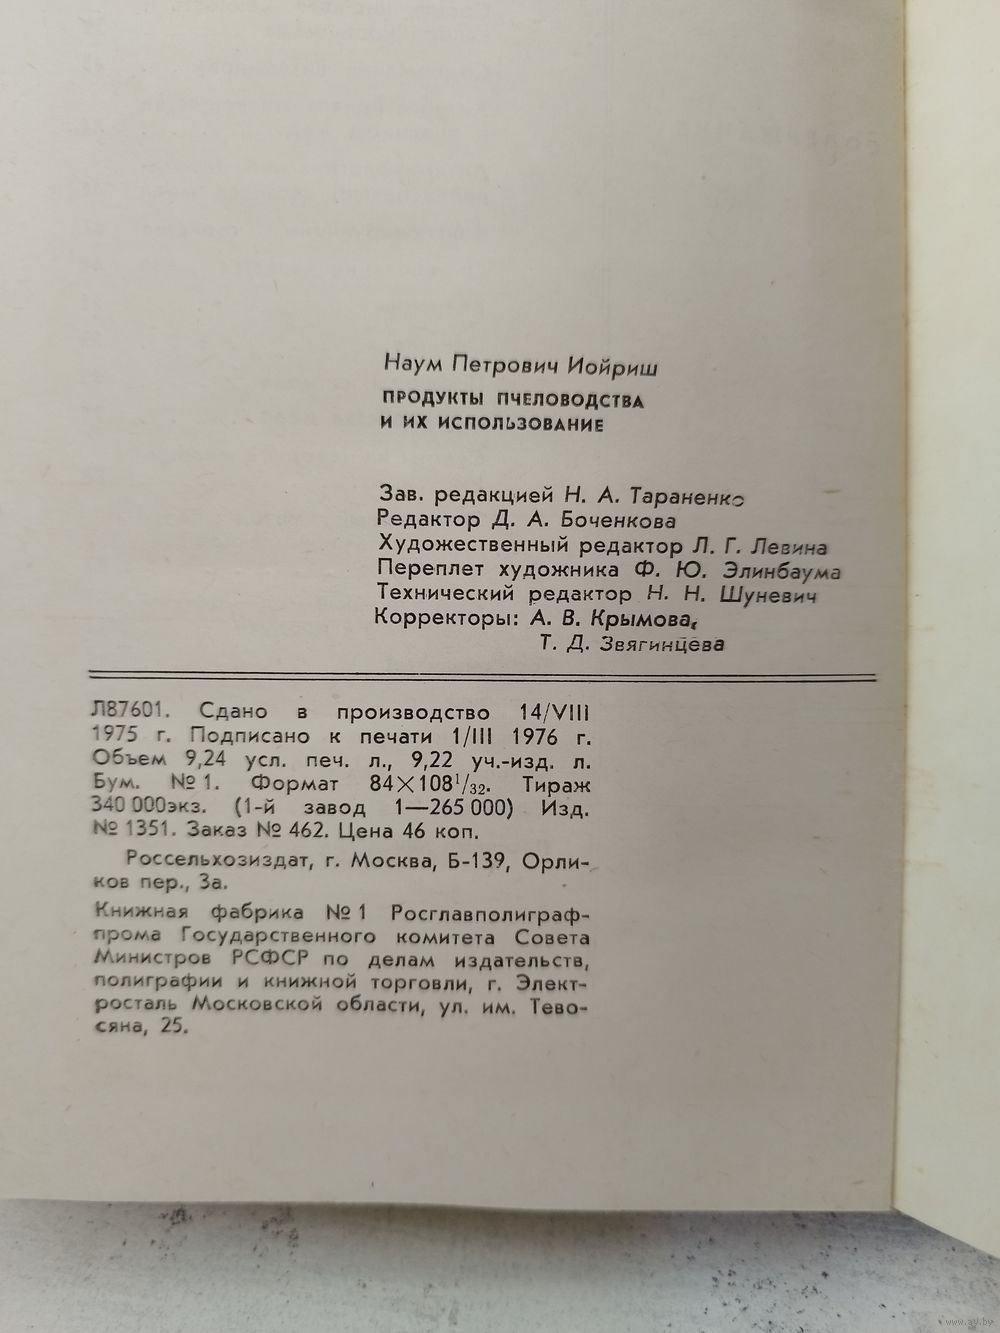 Наум Петрович Иойриш
ПРОДУКТЫ ПЧЕЛОВОДСТВА
И ИХ ИСПОЛЬЗОВАНИЕ
Зав. редакцией Н. А. Тараненко
Редактор Д. А. Боченкова
Художественный редактор Л. Г. Левина
Переплет художника Ф. Ю. Элинбаума
Технический редактор Н. Н. Шуневич
Корректоры: А. В. Крымова,
Т. Д. Звягинцева
Л87601. Сдано в производство 14/VIII
1975 г. Подписано к печати 1/III 1976 г.
Объем 9,24 усл. печ. л., 9,22 уч.-изд. л.
Бум. № 1. Формат 84×108¹/₃₂. Тираж
340 000экз. (1-й завод 1—265 000) Изд.
№ 1351. Заказ № 462. Цена 46 коп.
Россельхозиздат, г. Москва, Б-139, Орли-
ков пер., 3а.
Книжная фабрика № 1 Росглавполиграф-
прома Государственного комитета Совета
Министров РСФСР по делам издательств,
полиграфии и книжной торговли, г. Элект-
росталь Московской области, ул. им. Тево-
сяна, 25.
www.ay.by